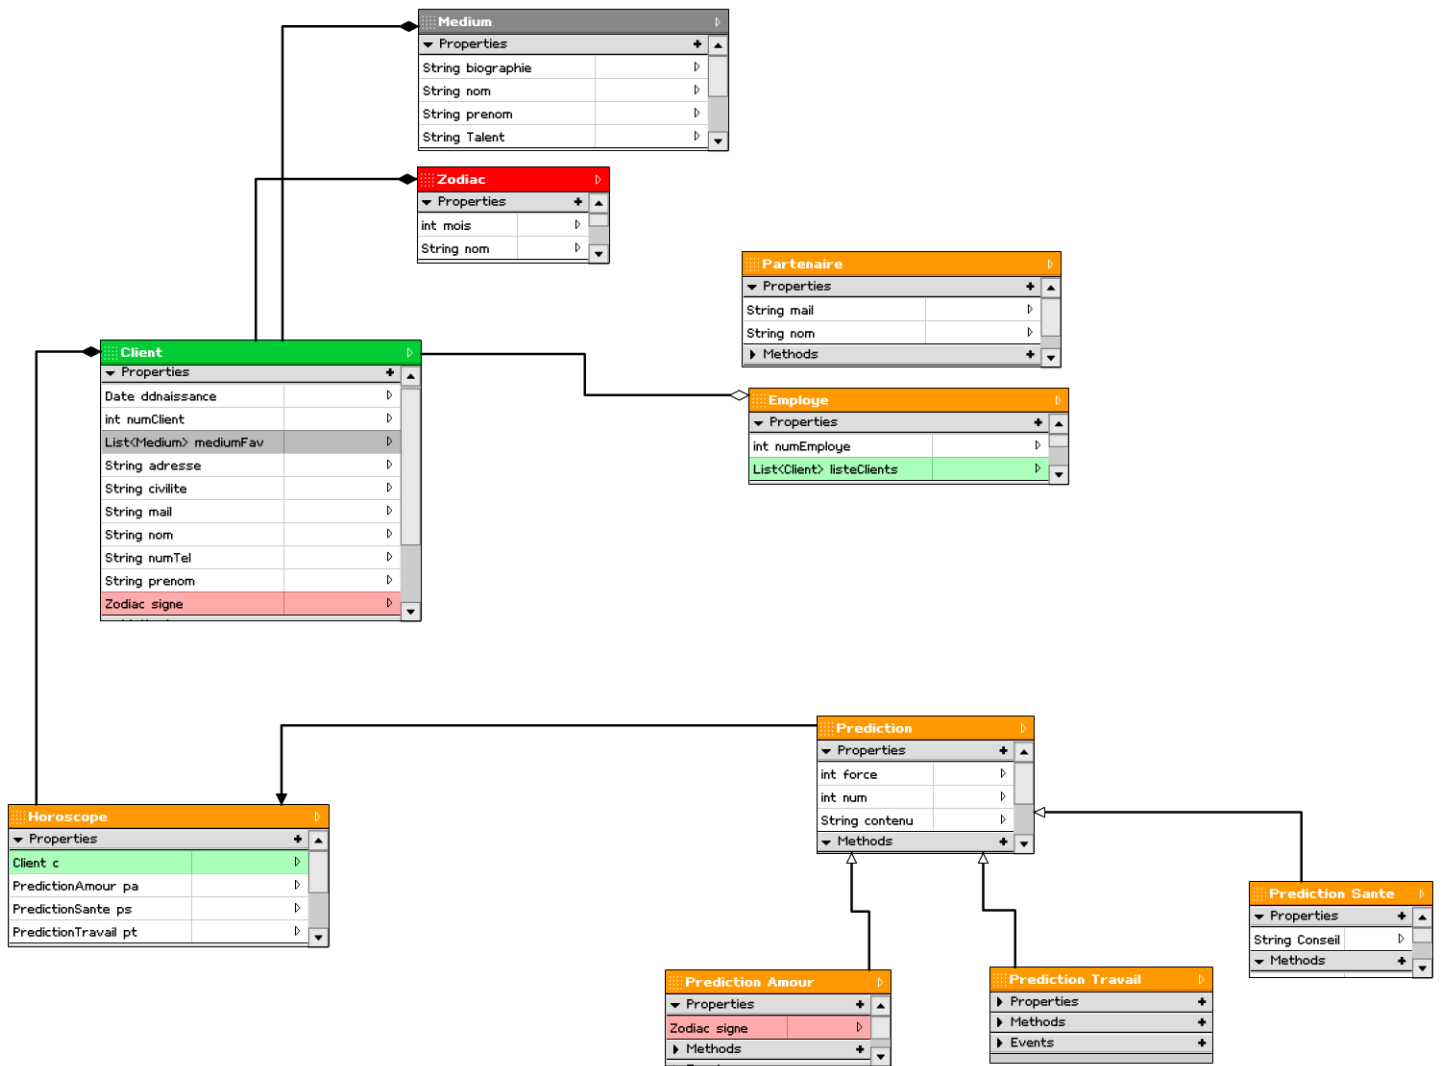 Medium
Properties
String biographie
String nom
String prenom
String Talent
Zodiac
Properties
int mois
String nom
Partenaire
Properties
String mail
String nom
Methods
Client
Properties
Date ddnaissance
int numClient
List<Medium> mediumFav
String adresse
String civilite
String mail
String nom
String numTel
String prenom
Zodiac signe
Employe
Properties
int numEmploye
List<Client> listeClients
Prediction
Properties
int force
int num
String contenu
Methods
Horoscope
Properties
Client c
PredictionAmour pa
PredictionSante ps
PredictionTravail pt
Prediction Sante
Properties
String Conseil
Methods
Prediction Amour
Properties
Zodiac signe
Methods
Prediction Travail
Properties
Methods
Events